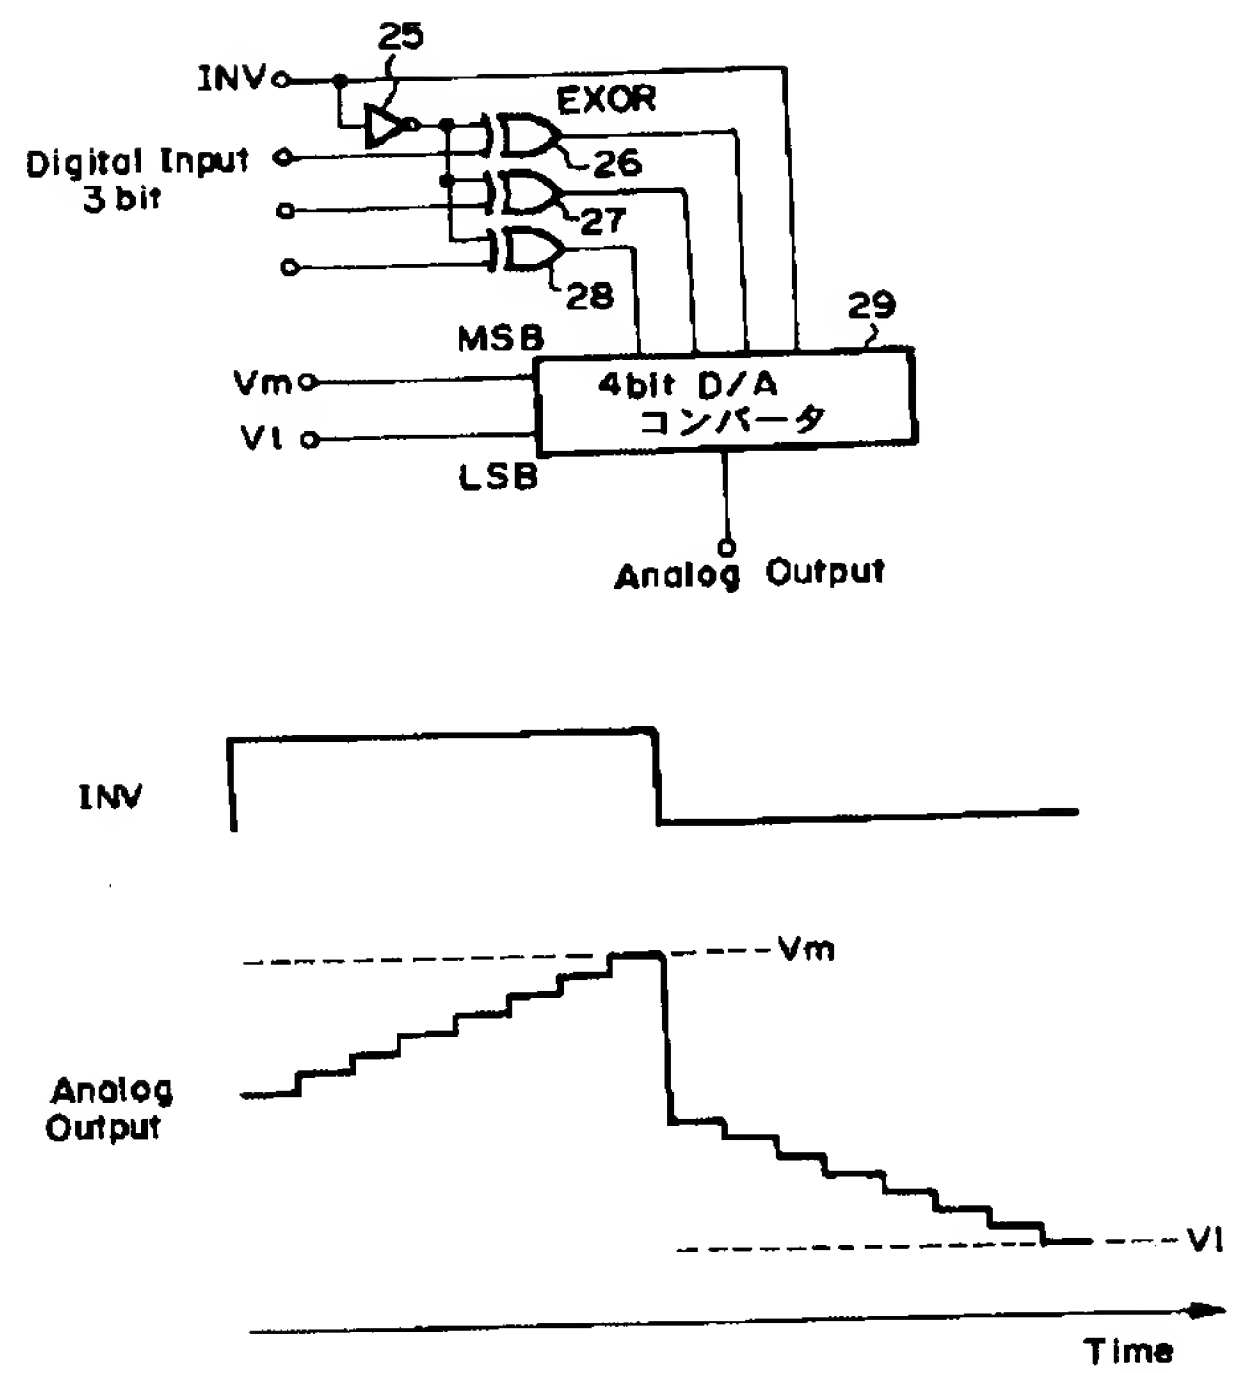 25
INV
EXOR
26
Digital Input
3 bit
27
28
29
MSB
Vm
4bit D/A
コンバータ
Vl
LSB
Analog Output
INV
Vm
Analog
Output
Vl
Time